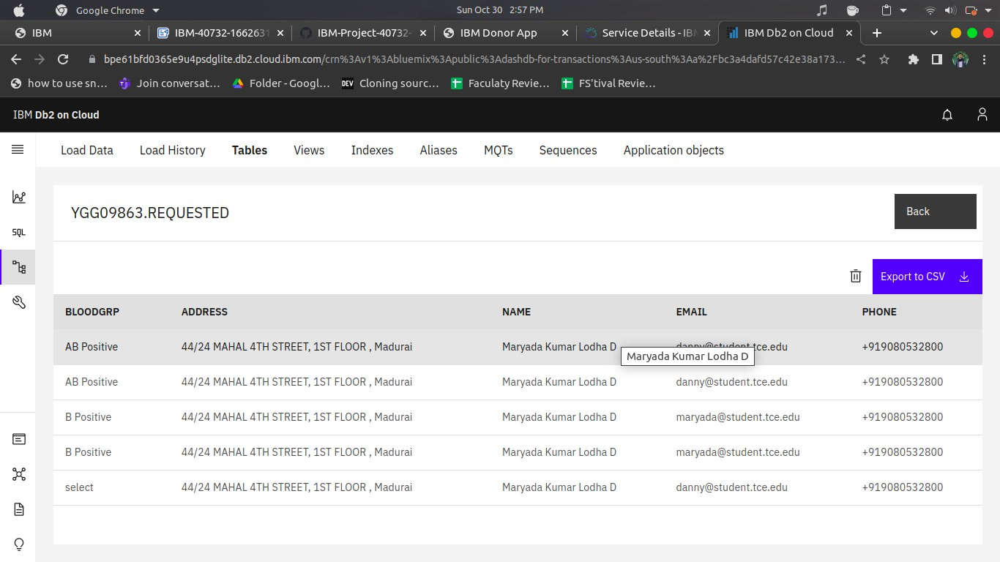 Google Chrome
Sun Oct 30 2:57 PM
IBM
IBM-40732-1662631
IBM-Project-40732-
IBM Donor App
Service Details - IBM
IBM Db2 on Cloud
bpe61bfd0365e9u4psdglite.db2.cloud.ibm.com/crn%3Av1%3Abluemix%3Apublic%3Adashdb-for-transactions%3Aus-south%3Aa%2Fbc3a4dafd57c42e38a173...
how to use sn...
Join conversat...
Folder - Googl...
DEV Cloning sourc...
Faculaty Revie...
FS'tival Revie...
IBM Db2 on Cloud
Load Data Load History Tables Views Indexes Aliases MQTs Sequences Application objects
SQL
YGG09863.REQUESTED
Back
Export to CSV
BLOODGRP ADDRESS NAME EMAIL PHONE
AB Positive 44/24 MAHAL 4TH STREET, 1ST FLOOR , Madurai Maryada Kumar Lodha D danny@student.tce.edu +919080532800
Maryada Kumar Lodha D
AB Positive 44/24 MAHAL 4TH STREET, 1ST FLOOR , Madurai Maryada Kumar Lodha D danny@student.tce.edu +919080532800
B Positive 44/24 MAHAL 4TH STREET, 1ST FLOOR , Madurai Maryada Kumar Lodha D maryada@student.tce.edu +919080532800
B Positive 44/24 MAHAL 4TH STREET, 1ST FLOOR , Madurai Maryada Kumar Lodha D maryada@student.tce.edu +919080532800
select 44/24 MAHAL 4TH STREET, 1ST FLOOR , Madurai Maryada Kumar Lodha D danny@student.tce.edu +919080532800